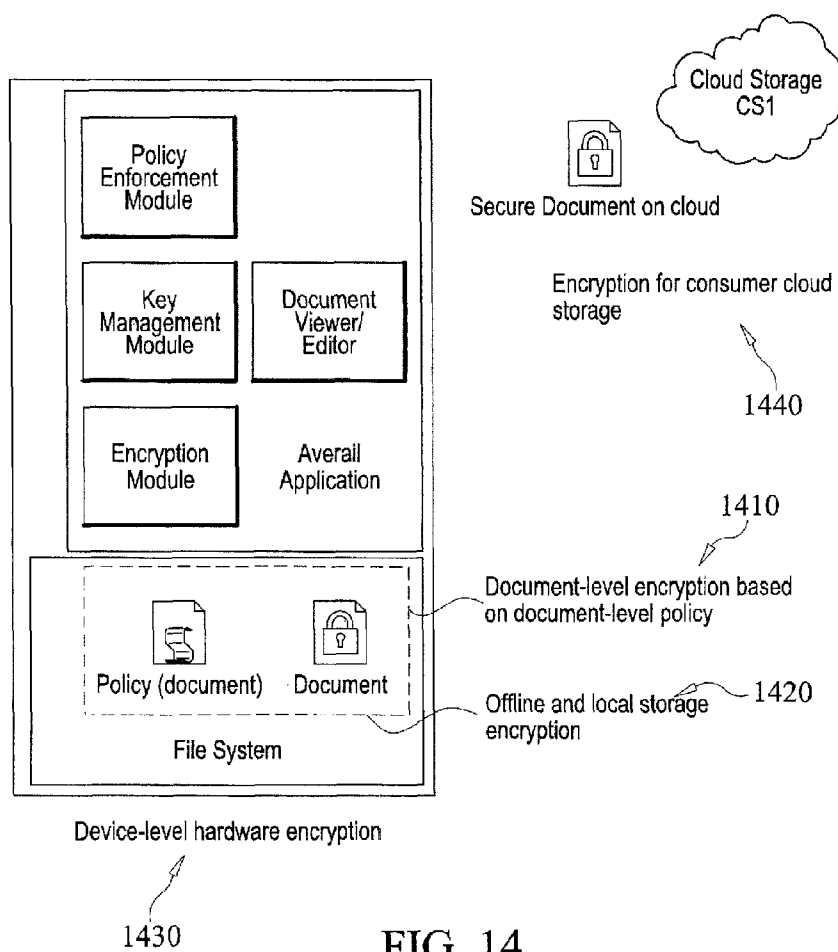 Cloud Storage
CS1
Policy
Enforcement
Module
Secure Document on cloud
Key
Management
Module
Document
Viewer/
Editor
Encryption for consumer cloud
storage
1440
Encryption
Module
Averail
Application
1410
Document-level encryption based
on document-level policy
Policy (document)
Document
1420
Offline and local storage
encryption
File System
Device-level hardware encryption
1430
FIG. 14